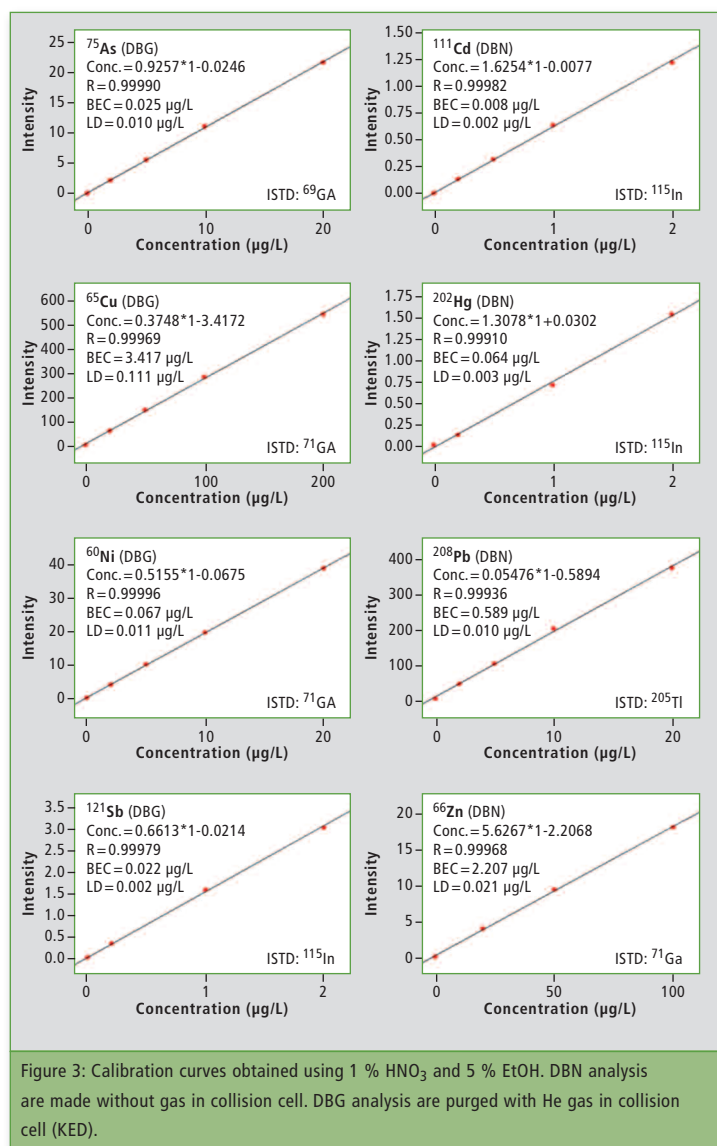 75As (DBG)
Conc.=0.9257*1-0.0246
R=0.99990
BEC=0.025 µg/L
LD=0.010 µg/L
25
20
15
10
5
0
Intensity
ISTD: 69GA
0 10 20
Concentration (µg/L)
111Cd (DBN)
Conc.=1.6254*1-0.0077
R=0.99982
BEC=0.008 µg/L
LD=0.002 µg/L
1.50
1.25
1.00
0.75
0.50
0.25
0.00
Intensity
ISTD: 115In
0 1 2
Concentration (µg/L)
65Cu (DBG)
Conc.=0.3748*1-3.4172
R=0.99969
BEC=3.417 µg/L
LD=0.111 µg/L
600
500
400
300
200
100
0
Intensity
ISTD: 71GA
0 100 200
Concentration (µg/L)
202Hg (DBN)
Conc.=1.3078*1+0.0302
R=0.99910
BEC=0.064 µg/L
LD=0.003 µg/L
1.75
1.50
1.25
1.00
0.75
0.50
0.25
0.00
Intensity
ISTD: 115In
0 1 2
Concentration (µg/L)
60Ni (DBG)
Conc.=0.5155*1-0.0675
R=0.99996
BEC=0.067 µg/L
LD=0.011 µg/L
40
30
20
10
0
Intensity
ISTD: 71GA
0 10 20
Concentration (µg/L)
208Pb (DBN)
Conc.=0.05476*1-0.5894
R=0.99936
BEC=0.589 µg/L
LD=0.010 µg/L
400
300
200
100
0
Intensity
ISTD: 205Tl
0 10 20
Concentration (µg/L)
121Sb (DBG)
Conc.=0.6613*1-0.0214
R=0.99979
BEC=0.022 µg/L
LD=0.002 µg/L
3.5
3.0
2.5
2.0
1.5
1.0
0.5
0.0
Intensity
ISTD: 115In
0 1 2
Concentration (µg/L)
66Zn (DBN)
Conc.=5.6267*1-2.2068
R=0.99968
BEC=2.207 µg/L
LD=0.021 µg/L
20
15
10
5
0
Intensity
ISTD: 71Ga
0 50 100
Concentration (µg/L)
Figure 3: Calibration curves obtained using 1 % HNO3 and 5 % EtOH. DBN analysis
are made without gas in collision cell. DBG analysis are purged with He gas in collision
cell (KED).